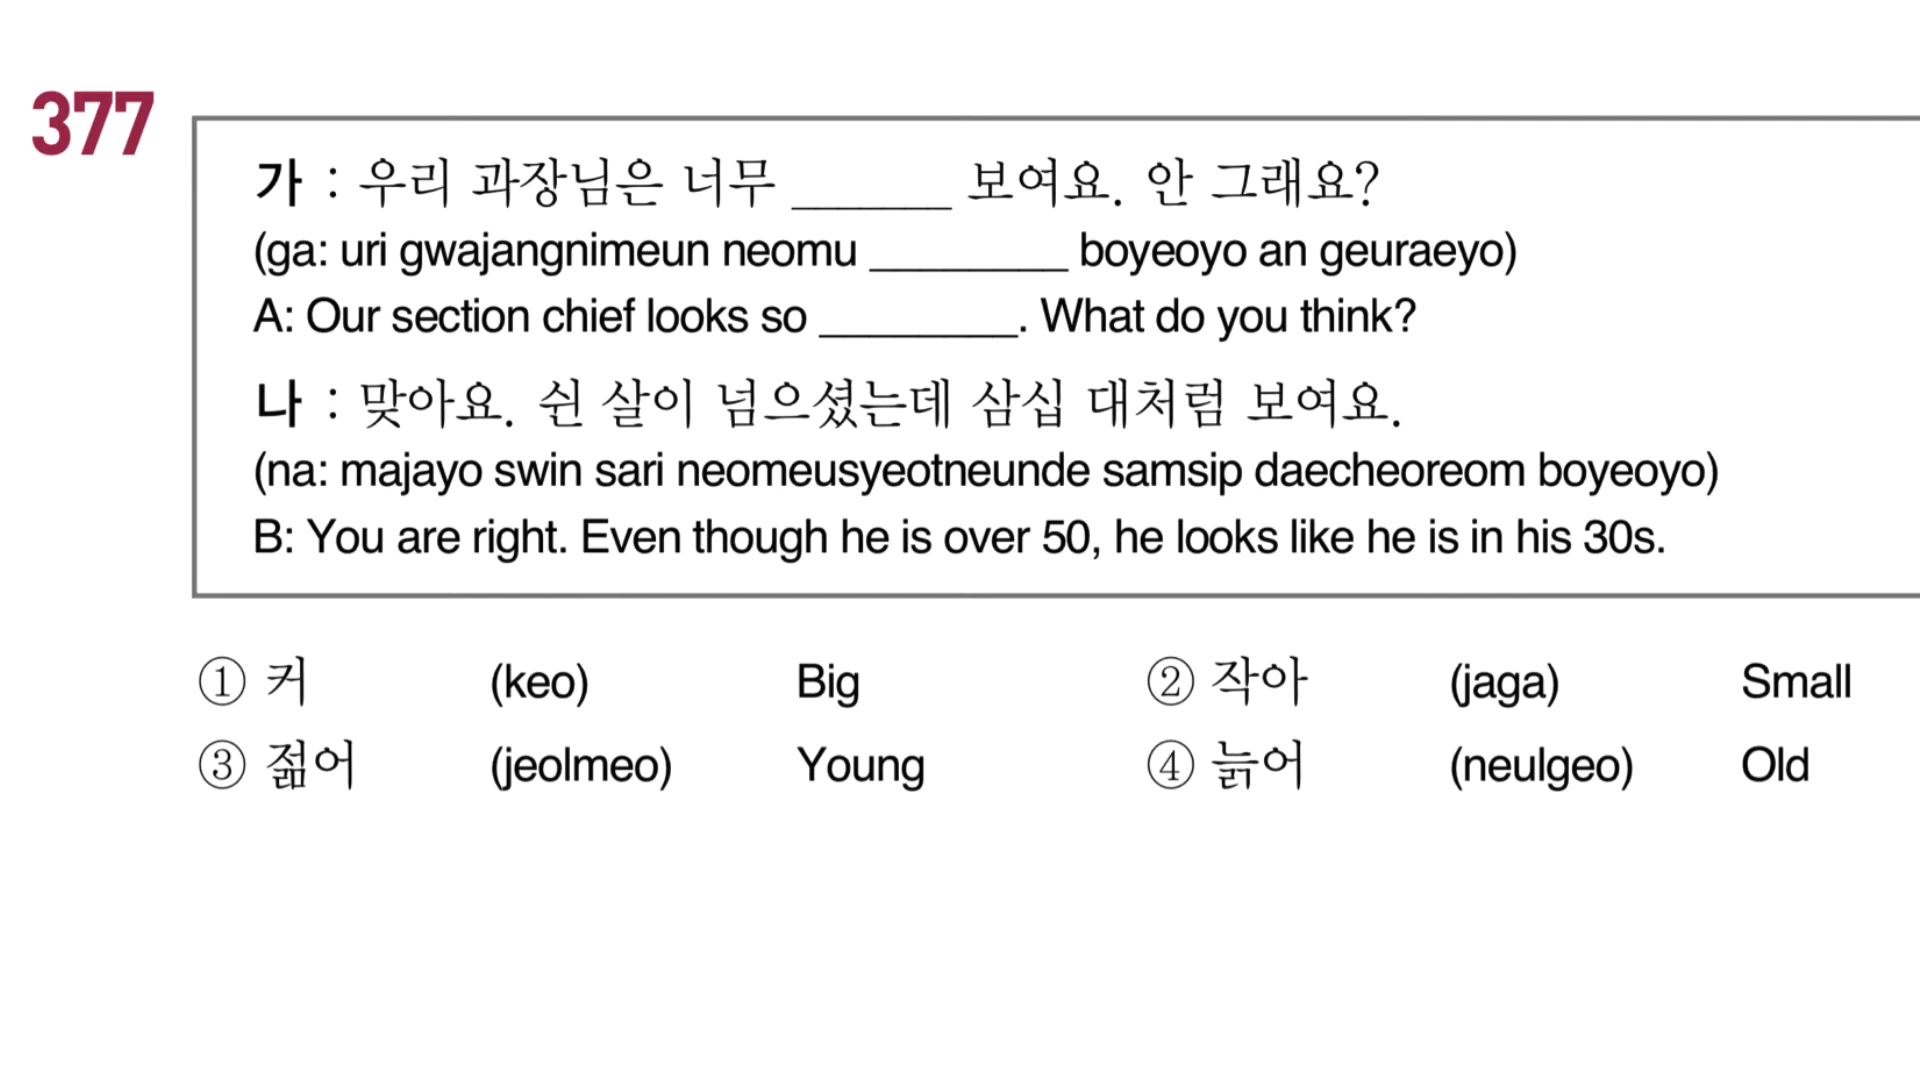 377
가 : 우리 과장님은 너무 _______ 보여요. 안 그래요?
(ga: uri gwajangnimeun neomu ________ boyeoyo an geuraeyo)
A: Our section chief looks so ________. What do you think?
나 : 맞아요. 쉰 살이 넘으셨는데 삼십 대처럼 보여요.
(na: majayo swin sari neomeusyeotneunde samsip daecheoreom boyeoyo)
B: You are right. Even though he is over 50, he looks like he is in his 30s.
① 커 (keo) Big ② 작아 (jaga) Small
③ 젊어 (jeolmeo) Young ④ 늙어 (neulgeo) Old